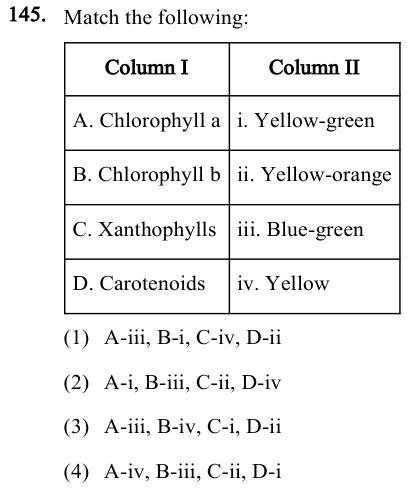 145. Match the following:
Column I Column II
A. Chlorophyll a i. Yellow-green
B. Chlorophyll b ii. Yellow-orange
C. Xanthophylls iii. Blue-green
D. Carotenoids iv. Yellow
(1) A-iii, B-i, C-iv, D-ii
(2) A-i, B-iii, C-ii, D-iv
(3) A-iii, B-iv, C-i, D-ii
(4) A-iv, B-iii, C-ii, D-i